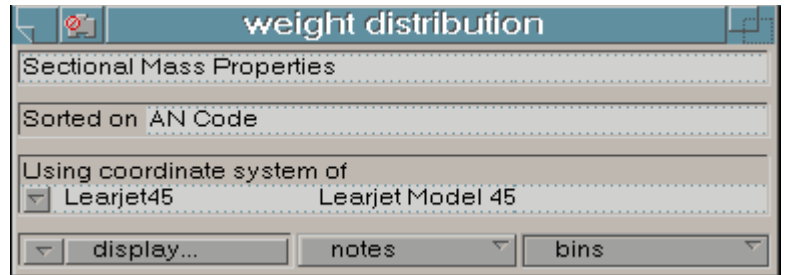 weight distribution
Sectional Mass Properties
Sorted on AN Code
Using coordinate system of
Learjet45 Learjet Model 45
display... notes bins